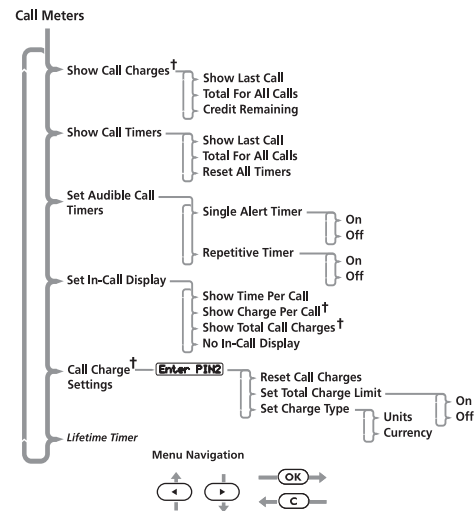 Call Meters
Show Call Charges†
Show Last Call
Total For All Calls
Credit Remaining
Show Call Timers
Show Last Call
Total For All Calls
Reset All Timers
Set Audible Call
Timers
Single Alert Timer
On
Off
Repetitive Timer
On
Off
Set In-Call Display
Show Time Per Call
Show Charge Per Call†
Show Total Call Charges†
No In-Call Display
Call Charge†
Settings
Enter PIN2
Reset Call Charges
Set Total Charge Limit
On
Off
Set Charge Type
Units
Currency
Lifetime Timer
Menu Navigation
OK
C